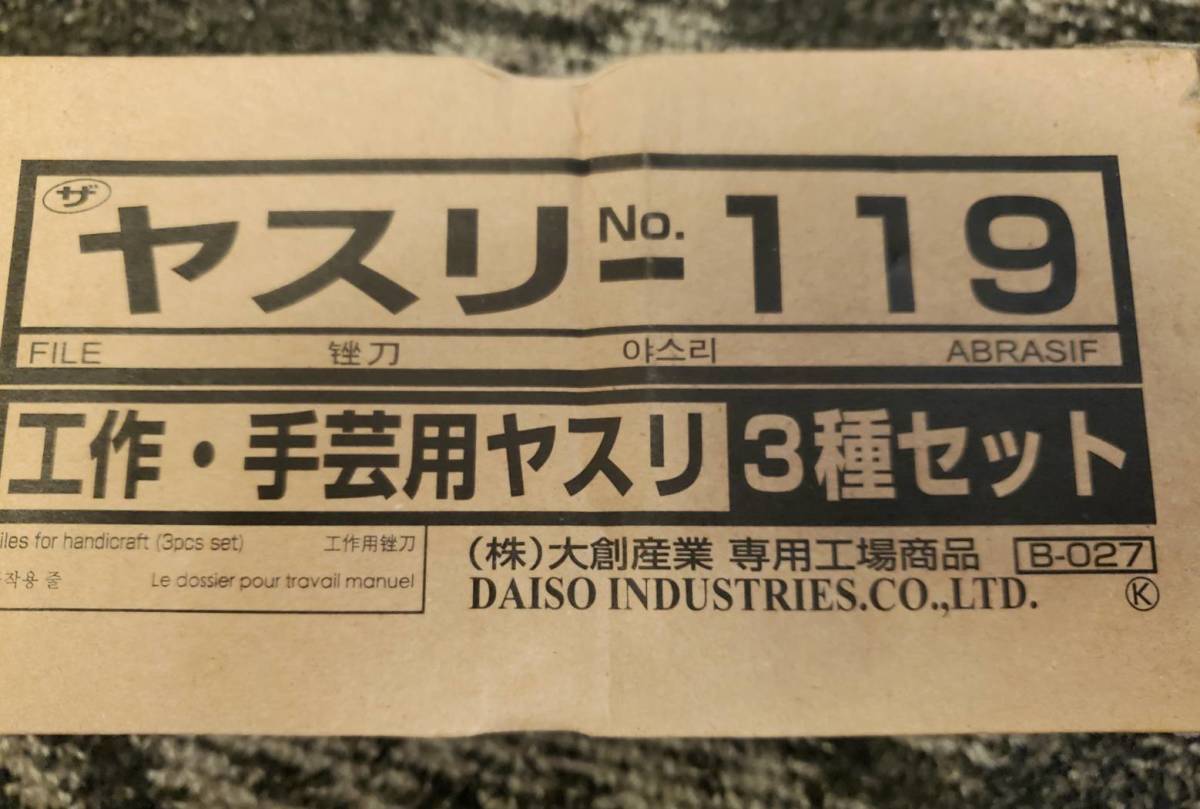 ザ
ヤスリ No. 119
FILE 锉刀 야스리 ABRASIF
工作・手芸用ヤスリ 3種セット
iles for handicraft (3pcs set) 工作用锉刀
작용 줄 Le dossier pour travail manuel
(株)大創産業 専用工場商品 B-027
DAISO INDUSTRIES.CO.,LTD. K